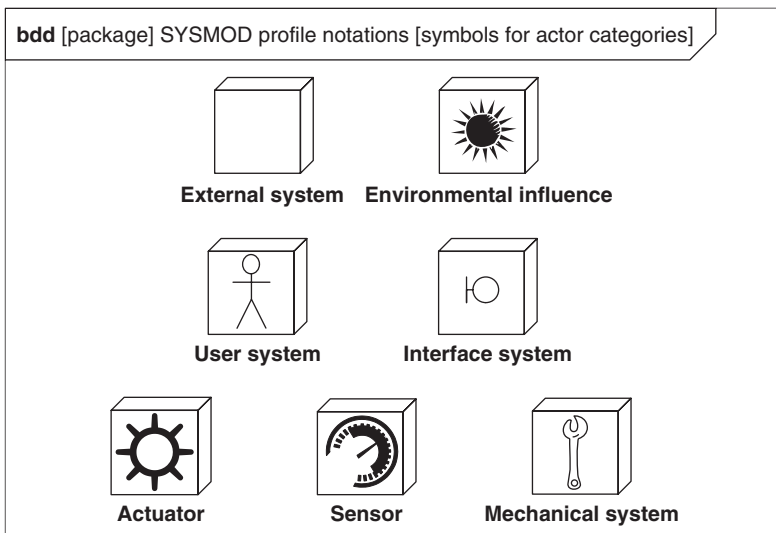 bdd [package] SYSMOD profile notations [symbols for actor categories]
External system
Environmental influence
User system
Interface system
Actuator
Sensor
Mechanical system